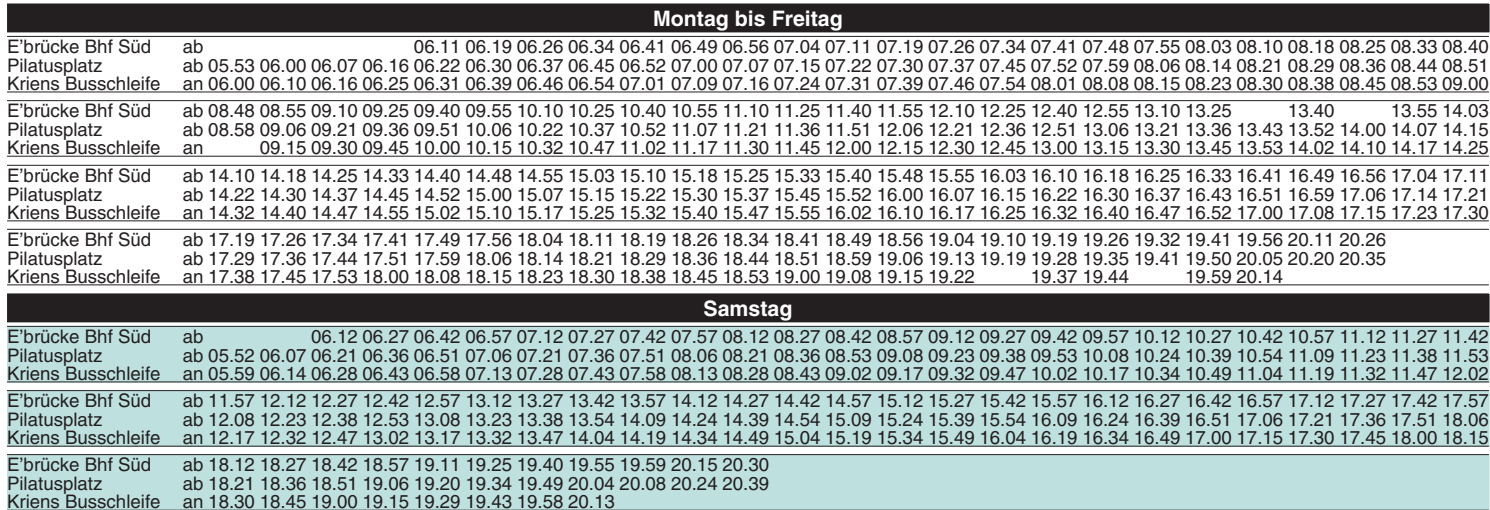 Montag bis Freitag
E'brücke Bhf Süd ab 06.11 06.19 06.26 06.34 06.41 06.49 06.56 07.04 07.11 07.19 07.26 07.34 07.41 07.48 07.55 08.03 08.10 08.18 08.25 08.33 08.40
Pilatusplatz ab 05.53 06.00 06.07 06.16 06.22 06.30 06.37 06.45 06.52 07.00 07.07 07.15 07.22 07.30 07.37 07.45 07.52 07.59 08.06 08.14 08.21 08.29 08.36 08.44 08.51
Kriens Busschleife an 06.00 06.10 06.16 06.25 06.31 06.39 06.46 06.54 07.01 07.09 07.16 07.24 07.31 07.39 07.46 07.54 08.01 08.08 08.15 08.23 08.30 08.38 08.45 08.53 09.00
E'brücke Bhf Süd ab 08.48 08.55 09.10 09.25 09.40 09.55 10.10 10.25 10.40 10.55 11.10 11.25 11.40 11.55 12.10 12.25 12.40 12.55 13.10 13.25 13.40 13.55 14.03
Pilatusplatz ab 08.58 09.06 09.21 09.36 09.51 10.06 10.22 10.37 10.52 11.07 11.21 11.36 11.51 12.06 12.21 12.36 12.51 13.06 13.21 13.36 13.43 13.52 14.00 14.07 14.15
Kriens Busschleife an 09.15 09.30 09.45 10.00 10.15 10.32 10.47 11.02 11.17 11.30 11.45 12.00 12.15 12.30 12.45 13.00 13.15 13.30 13.45 13.53 14.02 14.10 14.17 14.25
E'brücke Bhf Süd ab 14.10 14.18 14.25 14.33 14.40 14.48 14.55 15.03 15.10 15.18 15.25 15.33 15.40 15.48 15.55 16.03 16.10 16.18 16.25 16.33 16.41 16.49 16.56 17.04 17.11
Pilatusplatz ab 14.22 14.30 14.37 14.45 14.52 15.00 15.07 15.15 15.22 15.30 15.37 15.45 15.52 16.00 16.07 16.15 16.22 16.30 16.37 16.43 16.51 16.59 17.06 17.14 17.21
Kriens Busschleife an 14.32 14.40 14.47 14.55 15.02 15.10 15.17 15.25 15.32 15.40 15.47 15.55 16.02 16.10 16.17 16.25 16.32 16.40 16.47 16.52 17.00 17.08 17.15 17.23 17.30
E'brücke Bhf Süd ab 17.19 17.26 17.34 17.41 17.49 17.56 18.04 18.11 18.19 18.26 18.34 18.41 18.49 18.56 19.04 19.10 19.19 19.26 19.32 19.41 19.56 20.11 20.26
Pilatusplatz ab 17.29 17.36 17.44 17.51 17.59 18.06 18.14 18.21 18.29 18.36 18.44 18.51 18.59 19.06 19.13 19.19 19.28 19.35 19.41 19.50 20.05 20.20 20.35
Kriens Busschleife an 17.38 17.45 17.53 18.00 18.08 18.15 18.23 18.30 18.38 18.45 18.53 19.00 19.08 19.15 19.22 19.37 19.44 19.59 20.14
Samstag
E'brücke Bhf Süd ab 06.12 06.27 06.42 06.57 07.12 07.27 07.42 07.57 08.12 08.27 08.42 08.57 09.12 09.27 09.42 09.57 10.12 10.27 10.42 10.57 11.12 11.27 11.42
Pilatusplatz ab 05.52 06.07 06.21 06.36 06.51 07.06 07.21 07.36 07.51 08.06 08.21 08.36 08.53 09.08 09.23 09.38 09.53 10.08 10.24 10.39 10.54 11.09 11.23 11.38 11.53
Kriens Busschleife an 05.59 06.14 06.28 06.43 06.58 07.13 07.28 07.43 07.58 08.13 08.28 08.43 09.02 09.17 09.32 09.47 10.02 10.17 10.34 10.49 11.04 11.19 11.32 11.47 12.02
E'brücke Bhf Süd ab 11.57 12.12 12.27 12.42 12.57 13.12 13.27 13.42 13.57 14.12 14.27 14.42 14.57 15.12 15.27 15.42 15.57 16.12 16.27 16.42 16.57 17.12 17.27 17.42 17.57
Pilatusplatz ab 12.08 12.23 12.38 12.53 13.08 13.23 13.38 13.54 14.09 14.24 14.39 14.54 15.09 15.24 15.39 15.54 16.09 16.24 16.39 16.51 17.06 17.21 17.36 17.51 18.06
Kriens Busschleife an 12.17 12.32 12.47 13.02 13.17 13.32 13.47 14.04 14.19 14.34 14.49 15.04 15.19 15.34 15.49 16.04 16.19 16.34 16.49 17.00 17.15 17.30 17.45 18.00 18.15
E'brücke Bhf Süd ab 18.12 18.27 18.42 18.57 19.11 19.25 19.40 19.55 19.59 20.15 20.30
Pilatusplatz ab 18.21 18.36 18.51 19.06 19.20 19.34 19.49 20.04 20.08 20.24 20.39
Kriens Busschleife an 18.30 18.45 19.00 19.15 19.29 19.43 19.58 20.13